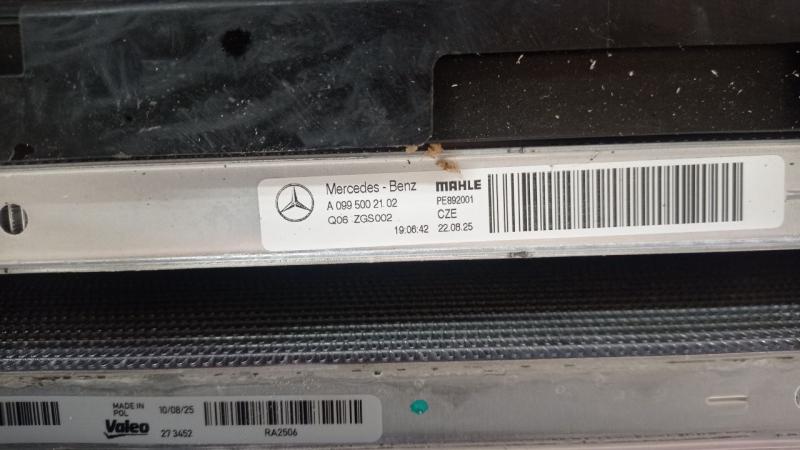 Mercedes - Benz MAHLE
A 099 500 21 02 PE892001
Q06 ZGS002 CZE
19:06:42 22.08.25
MADE IN
POL
10/08/25
Valeo
27 3452
RA2506